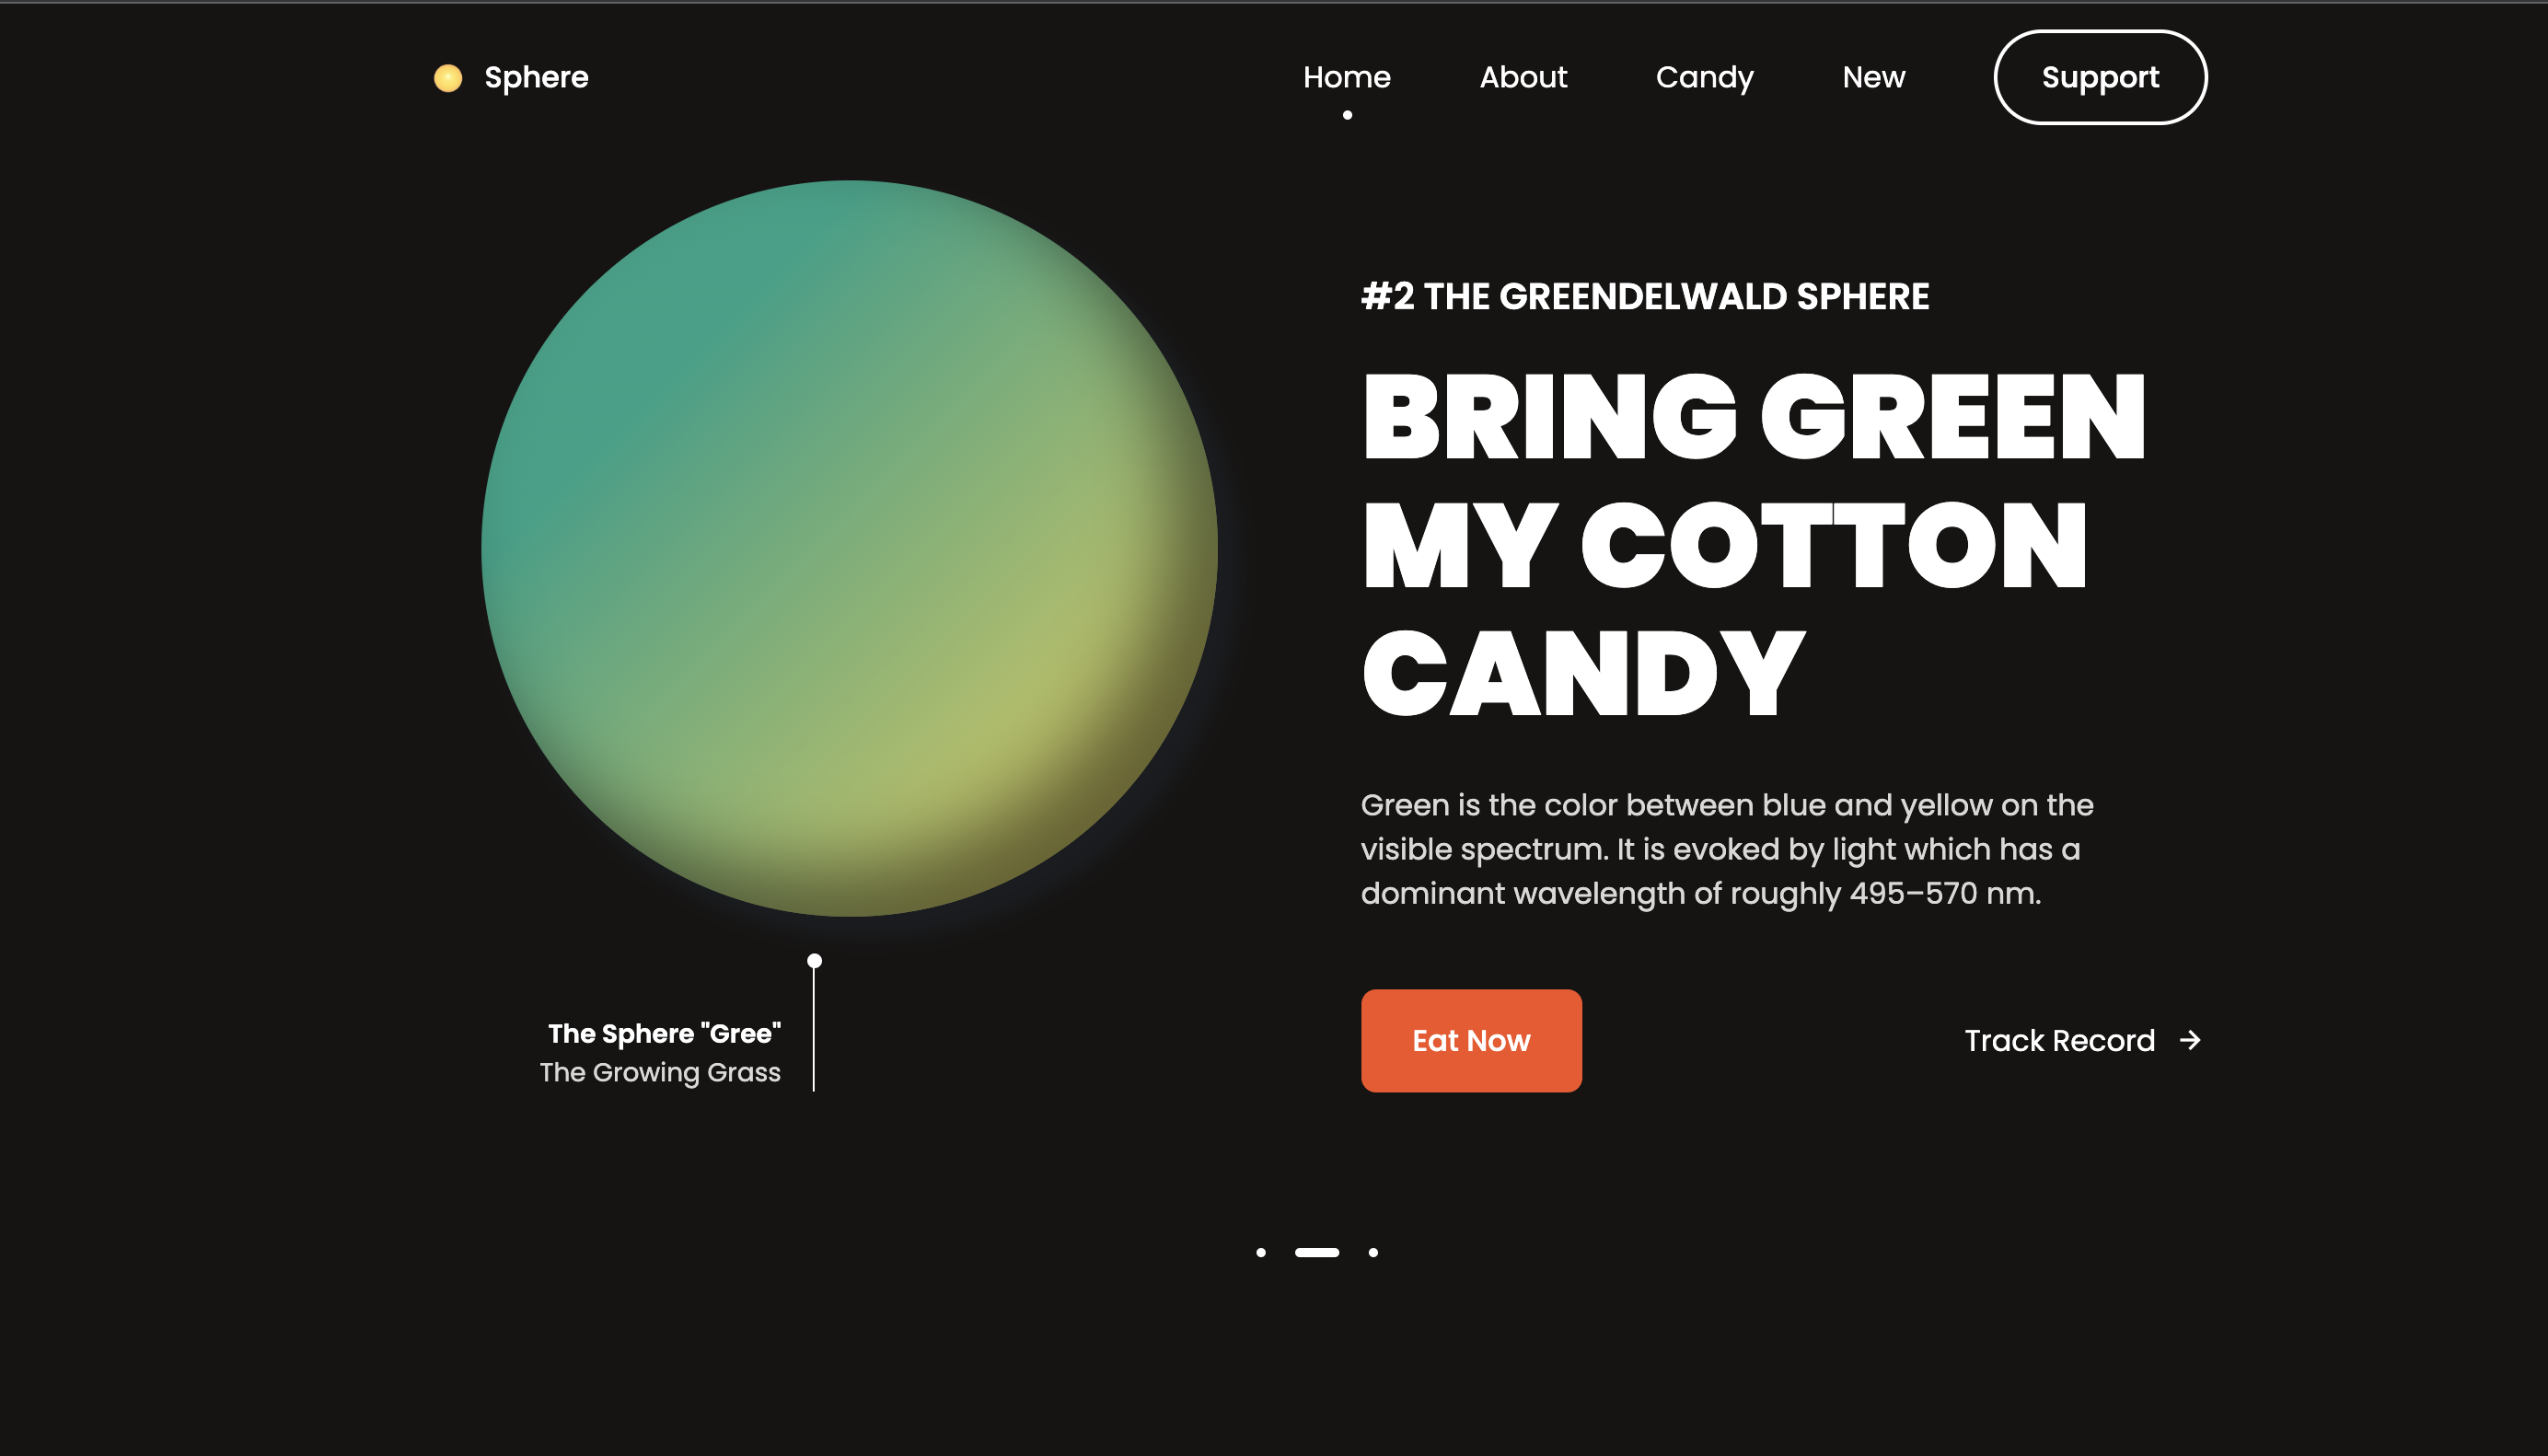 Sphere
Home
About
Candy
New
Support
#2 THE GREENDELWALD SPHERE
BRING GREEN
MY COTTON
CANDY
Green is the color between blue and yellow on the
visible spectrum. It is evoked by light which has a
dominant wavelength of roughly 495–570 nm.
Eat Now
Track Record →
The Sphere "Gree"
The Growing Grass